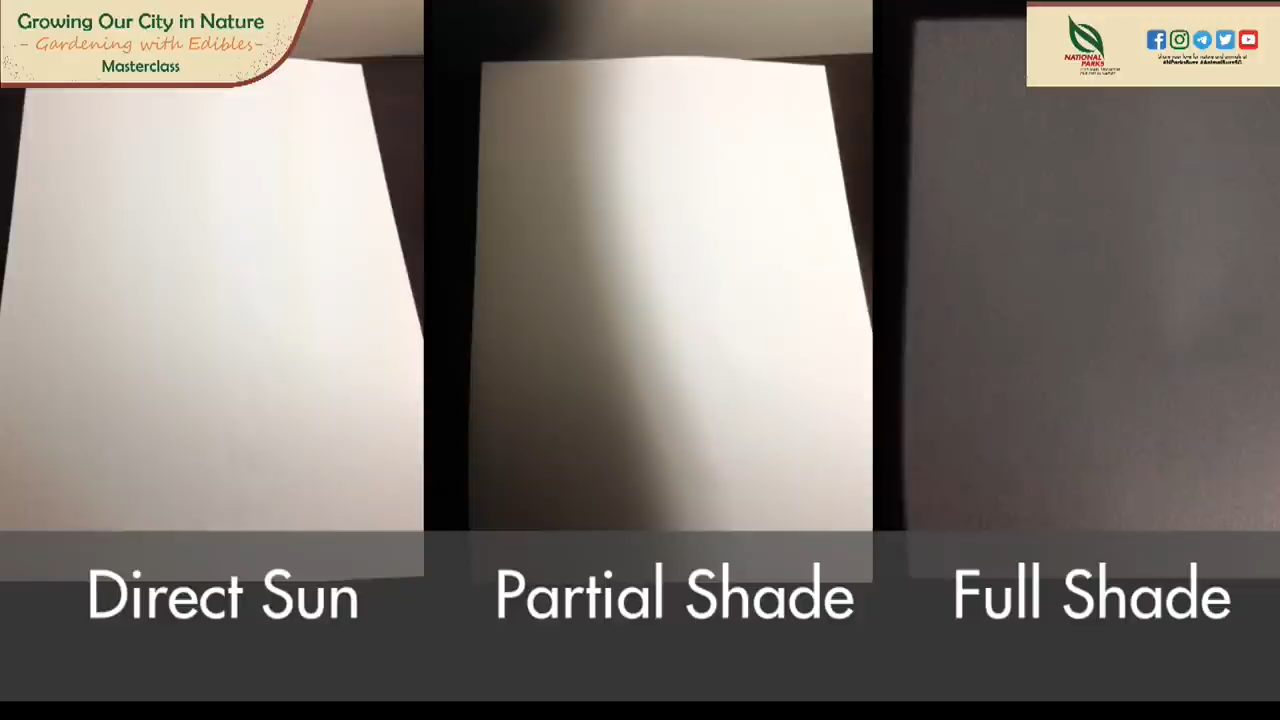 Growing Our City in Nature
- Gardening with Edibles-
Masterclass
NATIONAL
PARKS
Direct Sun
Partial Shade
Full Shade